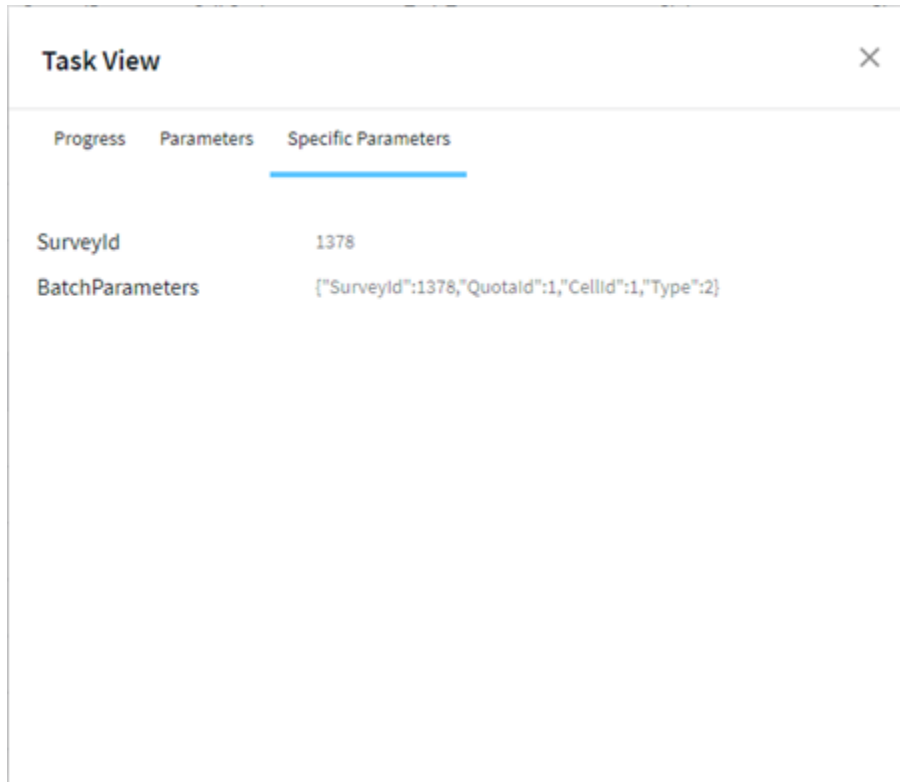 Task View
Progress Parameters Specific Parameters
SurveyId 1378
BatchParameters {"SurveyId":1378,"QuotaId":1,"CellId":1,"Type":2}